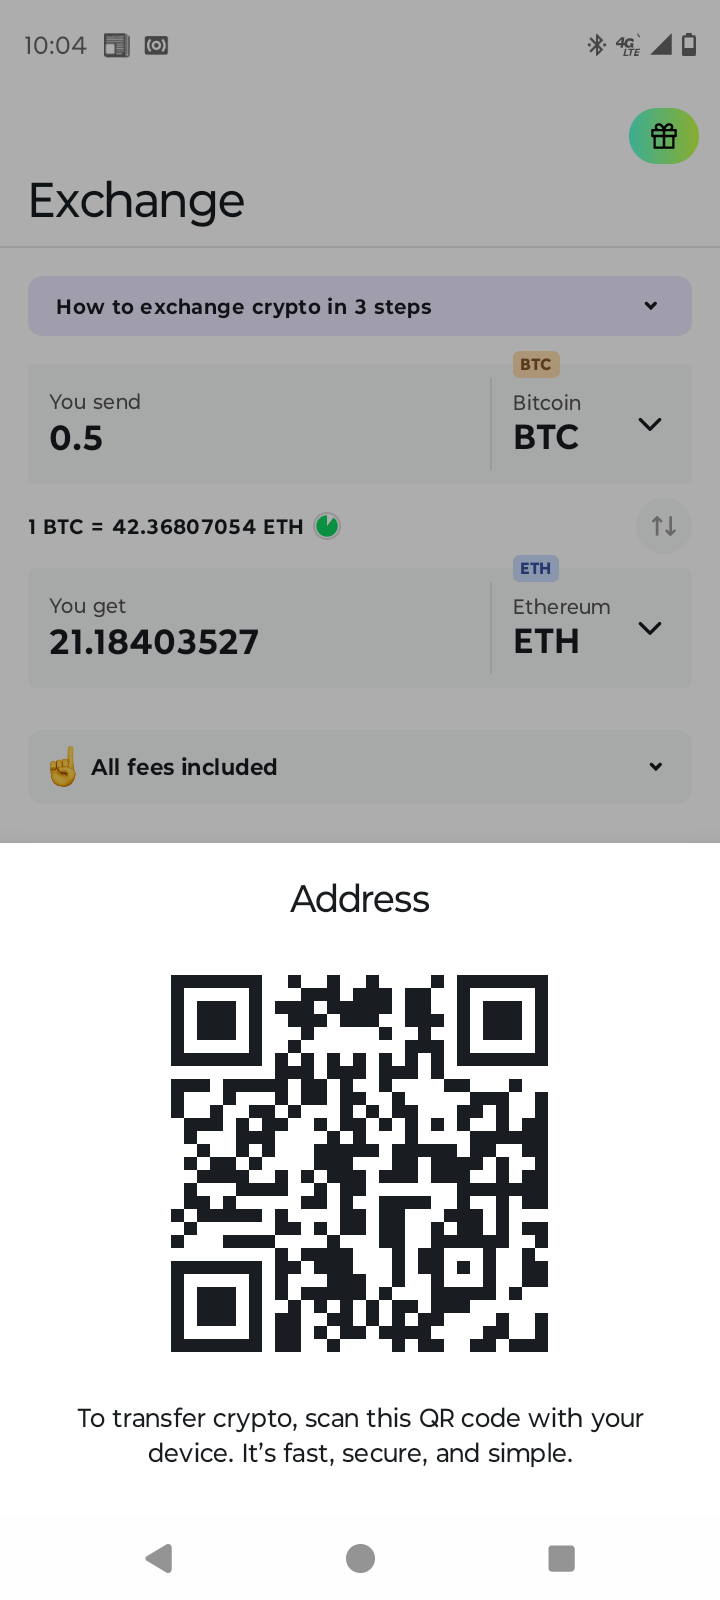 10:04
4G
LTE
Exchange
How to exchange crypto in 3 steps
BTC
You send
Bitcoin
0.5
BTC
1 BTC = 42.36807054 ETH
ETH
You get
Ethereum
21.18403527
ETH
All fees included
Address
To transfer crypto, scan this QR code with your
device. It’s fast, secure, and simple.